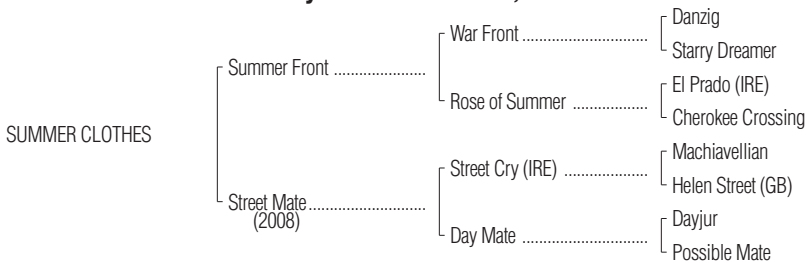 Danzig
War Front
Starry Dreamer
Summer Front
El Prado (IRE)
Rose of Summer
Cherokee Crossing
SUMMER CLOTHES
Machiavellian
Street Cry (IRE)
Helen Street (GB)
Street Mate
(2008)
Dayjur
Day Mate
Possible Mate